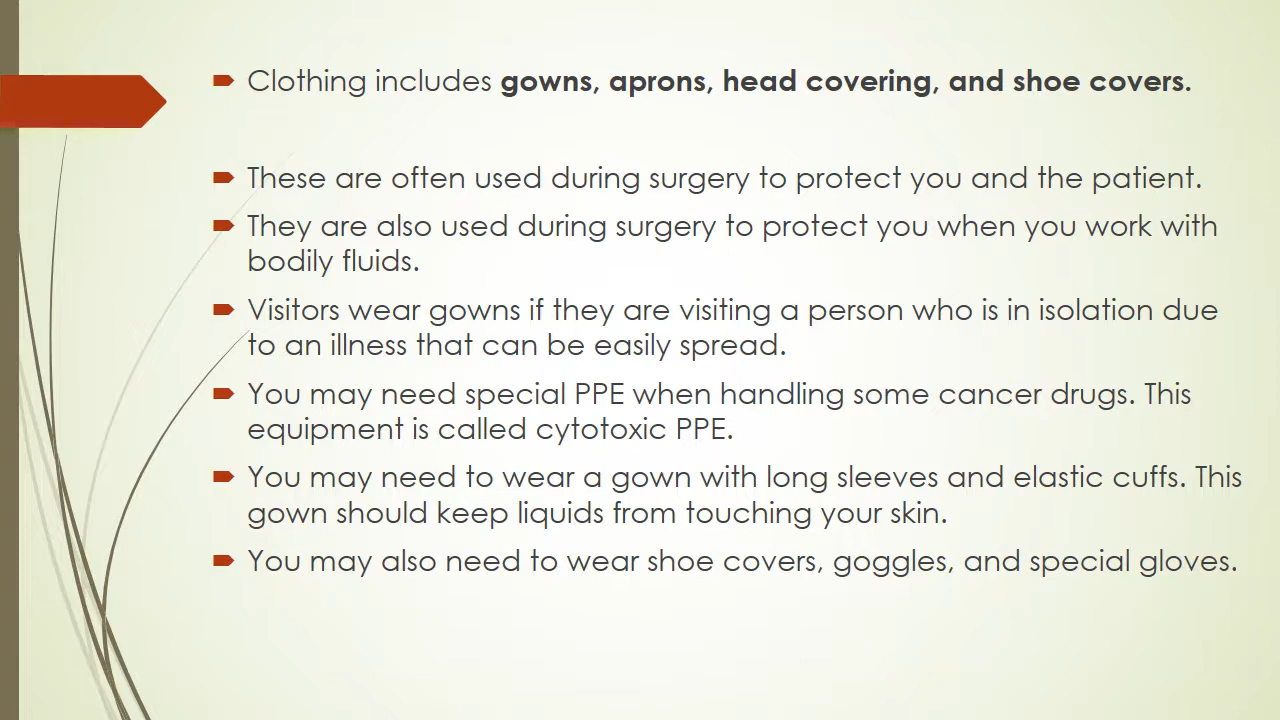 Clothing includes gowns, aprons, head covering, and shoe covers.
These are often used during surgery to protect you and the patient.
They are also used during surgery to protect you when you work with
bodily fluids.
Visitors wear gowns if they are visiting a person who is in isolation due
to an illness that can be easily spread.
You may need special PPE when handling some cancer drugs. This
equipment is called cytotoxic PPE.
You may need to wear a gown with long sleeves and elastic cuffs. This
gown should keep liquids from touching your skin.
You may also need to wear shoe covers, goggles, and special gloves.